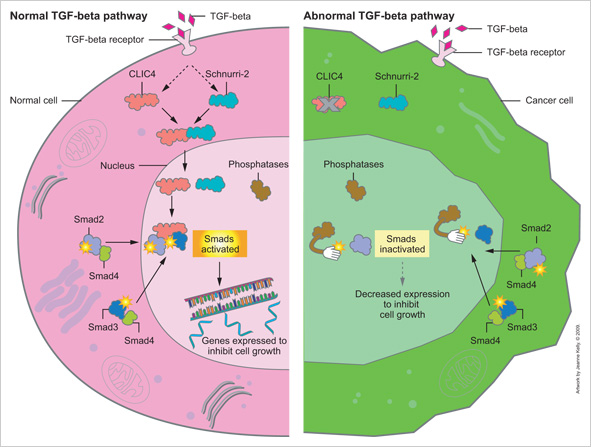 Normal TGF-beta pathway
TGF-beta
TGF-beta receptor
CLIC4
Schnurri-2
Normal cell
Nucleus
Phosphatases
Smad2
Smad4
Smads
activated
Smad3
Smad4
Genes expressed to
inhibit cell growth
Abnormal TGF-beta pathway
TGF-beta
TGF-beta receptor
CLIC4
Schnurri-2
Cancer cell
Phosphatases
Smads
inactivated
Smad2
Smad4
Decreased expression
to inhibit
cell growth
Smad4
Smad3
Artwork by Jeanne Kelly. © 2009.